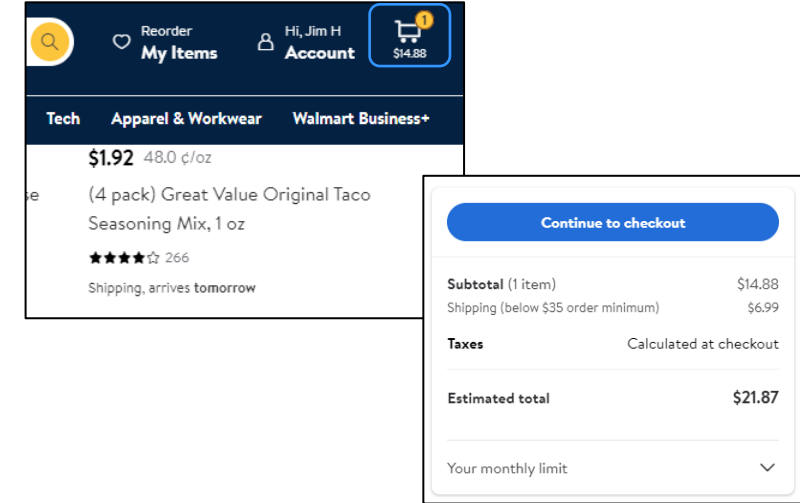 Reorder
My Items
Hi, Jim H
Account
1
$14.88
Tech Apparel & Workwear Walmart Business+
$1.92 48.0 ¢/oz
se
(4 pack) Great Value Original Taco
Seasoning Mix, 1 oz
266
Shipping, arrives tomorrow
Continue to checkout
Subtotal (1 item) $14.88
Shipping (below $35 order minimum) $6.99
Taxes Calculated at checkout
Estimated total $21.87
Your monthly limit